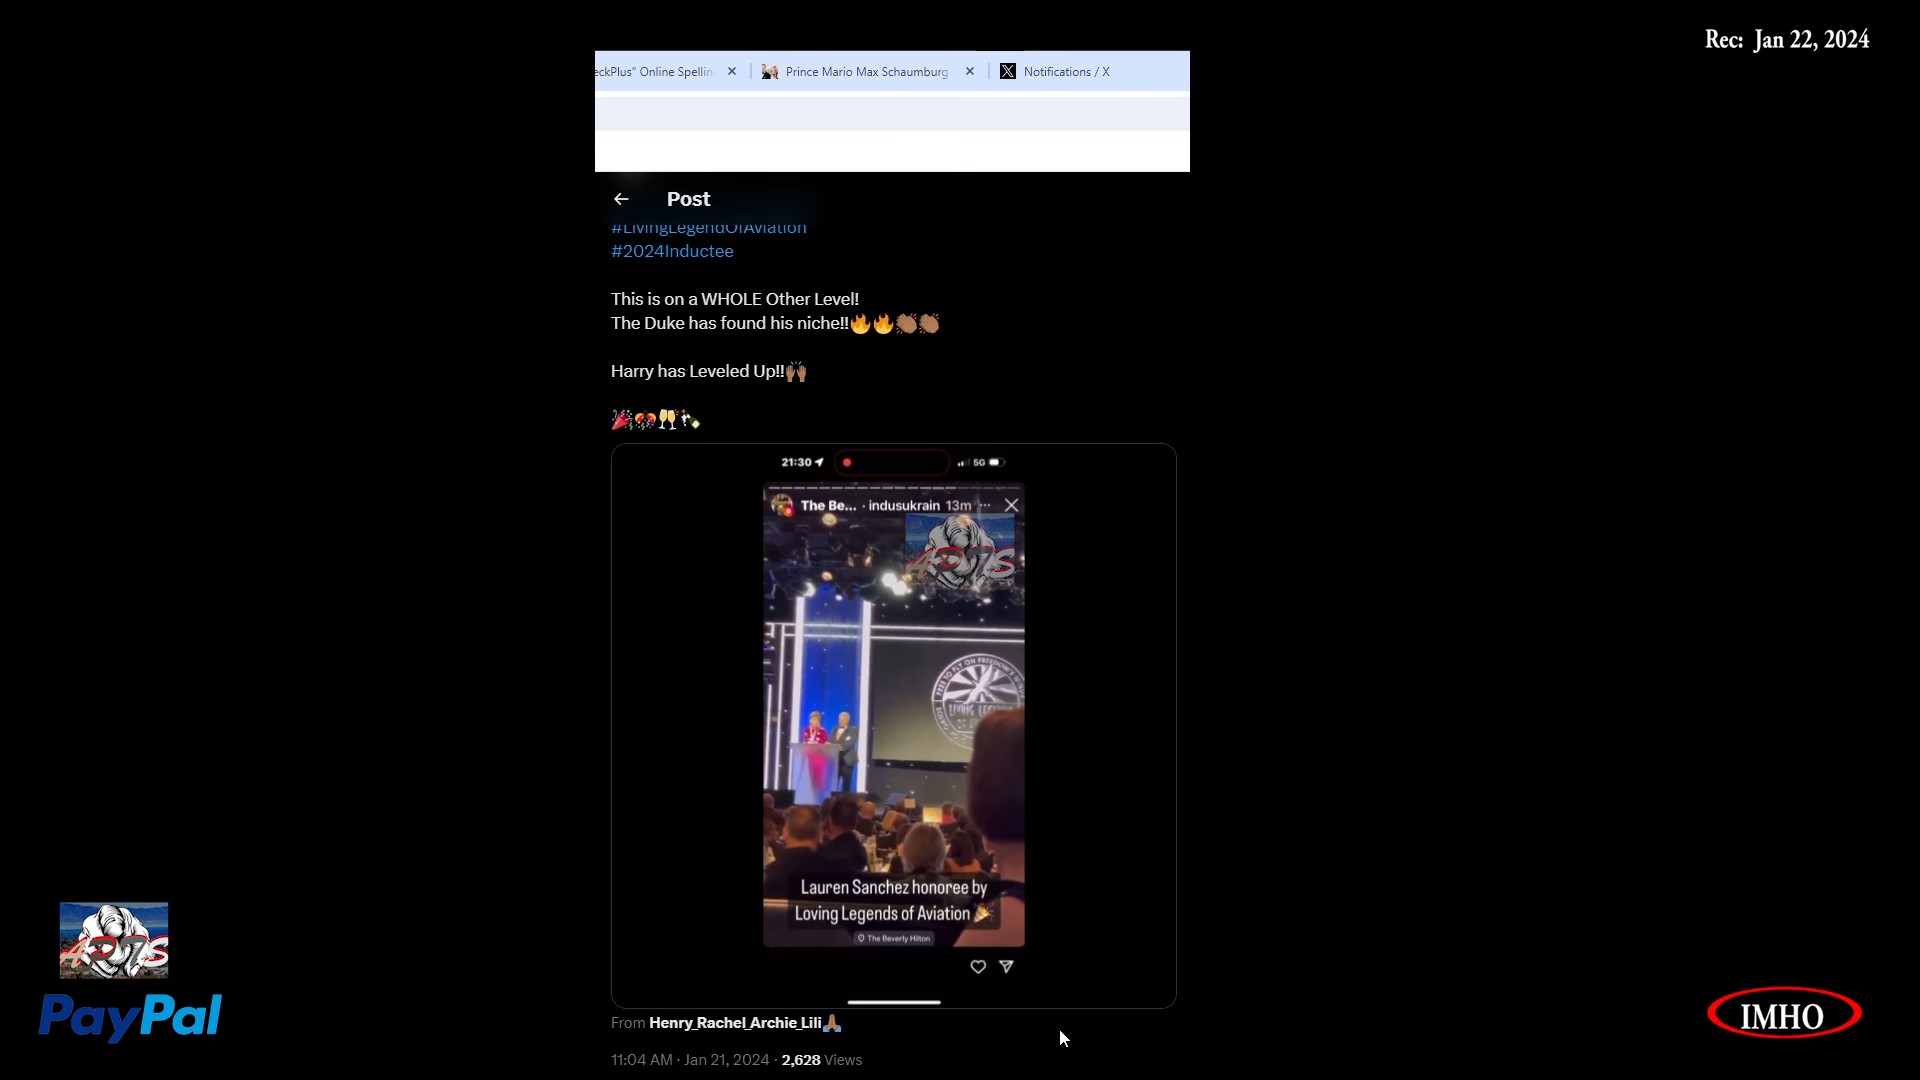 Rec: Jan 22, 2024
eckPlus" Online Spellin
Prince Mario Max Schaumburg
Notifications / X
Post
#LivingLegendOfAviation
#2024Inductee
This is on a WHOLE Other Level!
The Duke has found his niche!!🔥🔥👏🏽👏🏽
Harry has Leveled Up!!🙌🏽
🎉🎊🥂🍾
21:30
5G
The Be... · indusukrain 13m ...
Lauren Sanchez honoree by
Loving Legends of Aviation 🎉
The Beverly Hilton
From Henry_Rachel_Archie_Lili🙏🏽
11:04 AM · Jan 21, 2024 · 2,628 Views
PayPal
IMHO